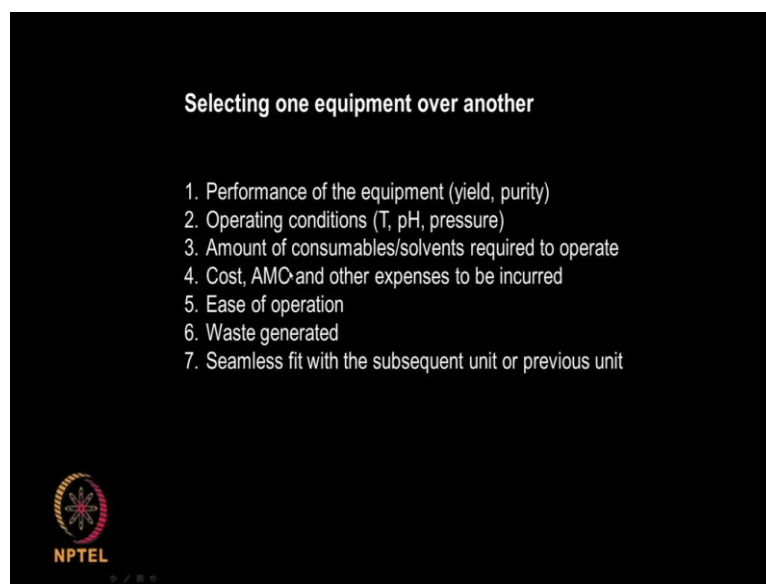 Selecting one equipment over another
1. Performance of the equipment (yield, purity)
2. Operating conditions (T, pH, pressure)
3. Amount of consumables/solvents required to operate
4. Cost, AMC and other expenses to be incurred
5. Ease of operation
6. Waste generated
7. Seamless fit with the subsequent unit or previous unit
NPTEL